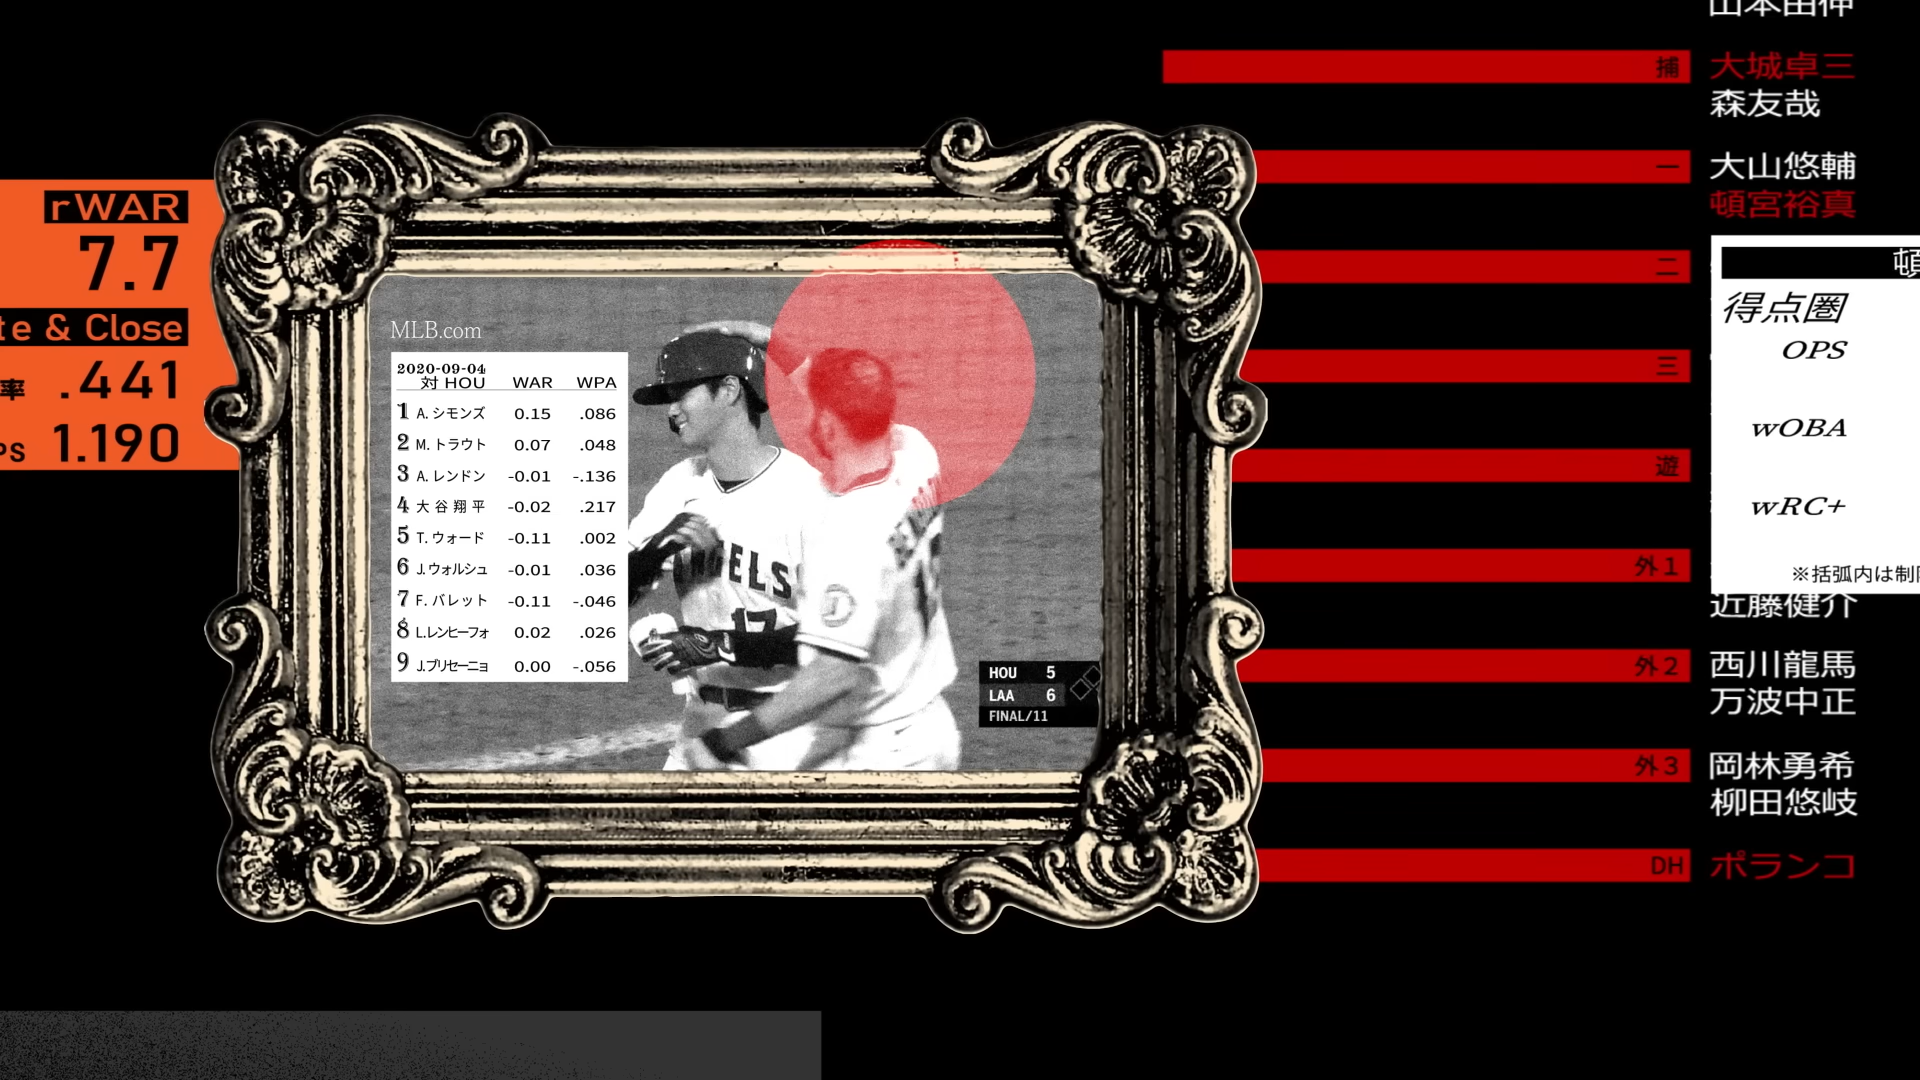 rWAR
7.7
te & Close
率 .441
PS 1.190
MLB.com
2020-09-04
対 HOU WAR WPA
1 A. シモンズ 0.15 .086
2 M. トラウト 0.07 .048
3 A. レンドン -0.01 -.136
4 大谷翔平 -0.02 .217
5 T. ウォード -0.11 .002
6 J. ウォルシュ -0.01 .036
7 F. バレット -0.11 -.046
8 L.レンヒーフォ 0.02 .026
9 J.ブリセーニョ 0.00 -.056
ANGELS
17
HOU 5
LAA 6
FINAL/11
山本由伸
捕 大城卓三
森友哉
一 大山悠輔
頓宮裕真
二
三
遊
外1
外2
外3
DH
頓
得点圏
OPS
wOBA
wRC+
※括弧内は制限
近藤健介
西川龍馬
万波中正
岡林勇希
柳田悠岐
ポランコ